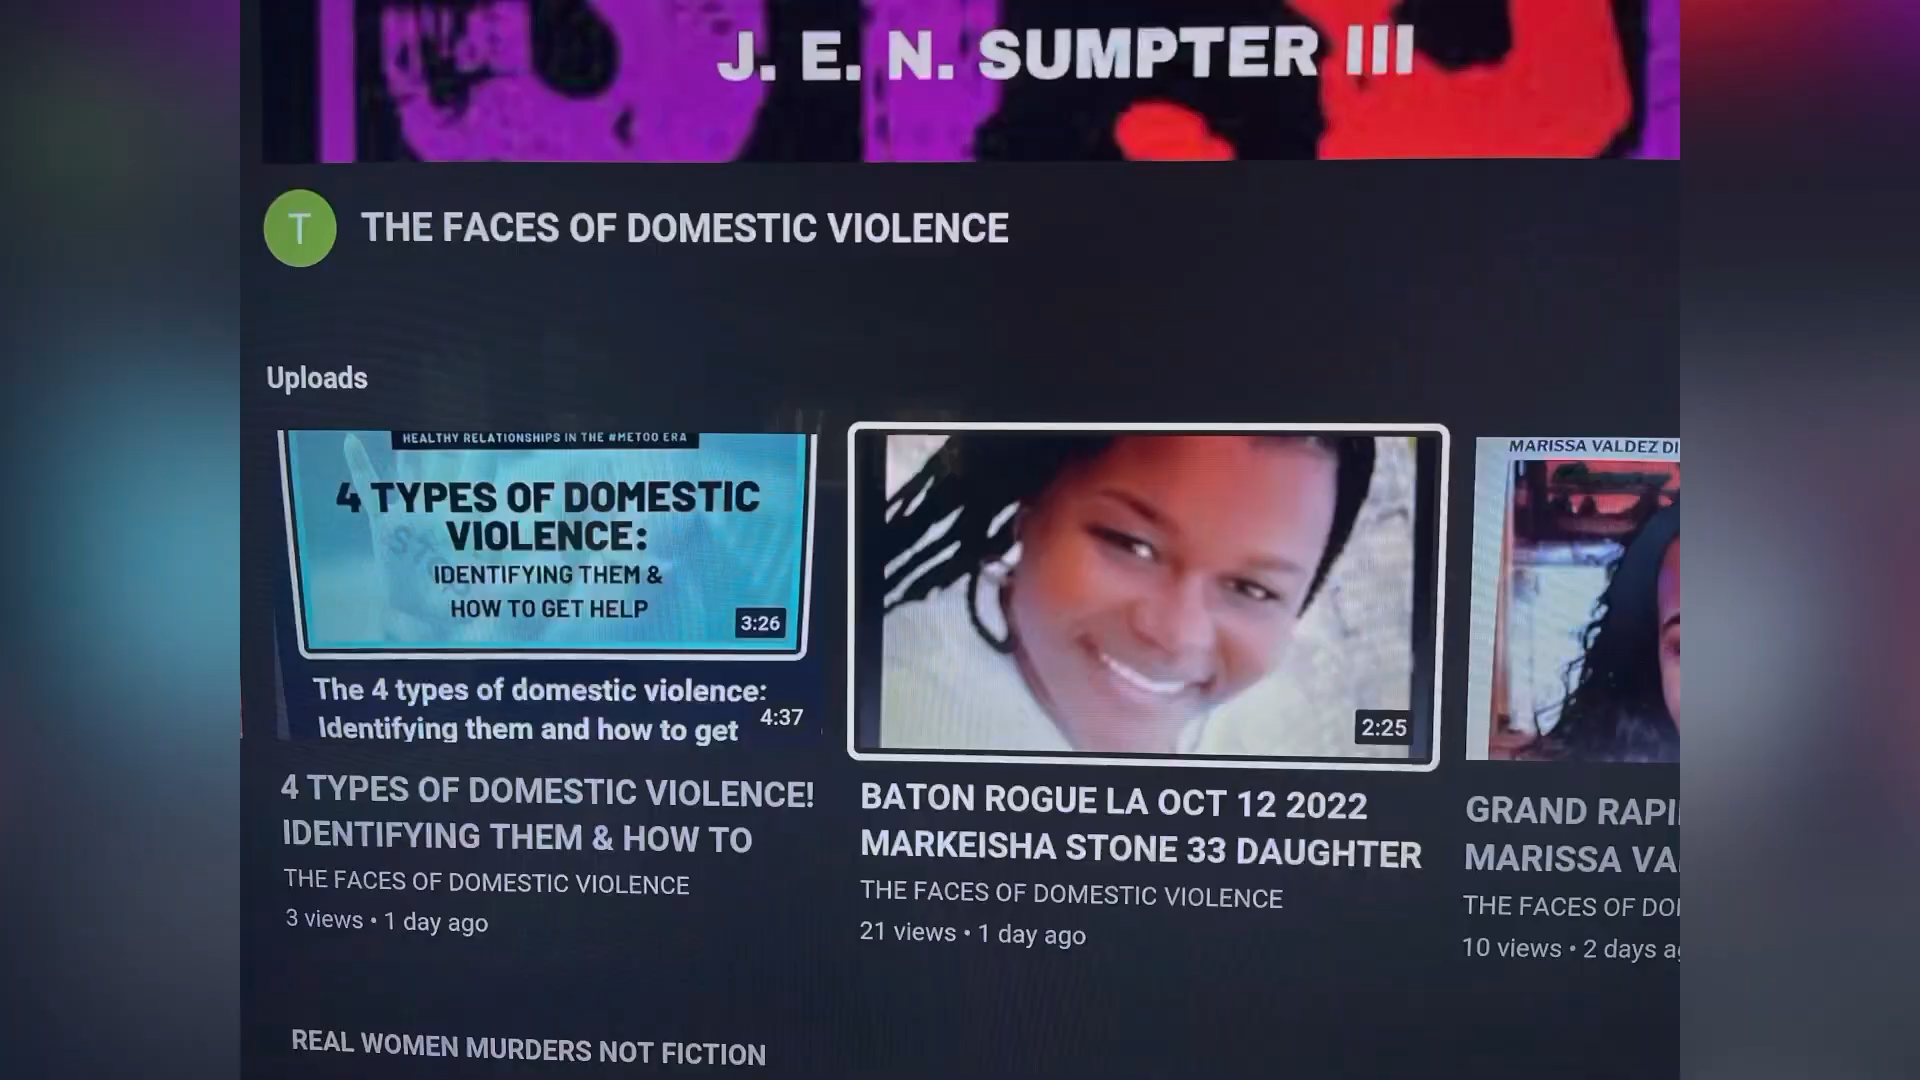 J. E. N. SUMPTER III
T
THE FACES OF DOMESTIC VIOLENCE
Uploads
HEALTHY RELATIONSHIPS IN THE #METOO ERA
4 TYPES OF DOMESTIC
VIOLENCE:
IDENTIFYING THEM &
HOW TO GET HELP
3:26
The 4 types of domestic violence:
Identifying them and how to get
4:37
4 TYPES OF DOMESTIC VIOLENCE!
IDENTIFYING THEM & HOW TO
THE FACES OF DOMESTIC VIOLENCE
3 views • 1 day ago
2:25
BATON ROGUE LA OCT 12 2022
MARKEISHA STONE 33 DAUGHTER
THE FACES OF DOMESTIC VIOLENCE
21 views • 1 day ago
MARISSA VALDEZ DI
GRAND RAPI
MARISSA VA
THE FACES OF DO
10 views • 2 days a
REAL WOMEN MURDERS NOT FICTION